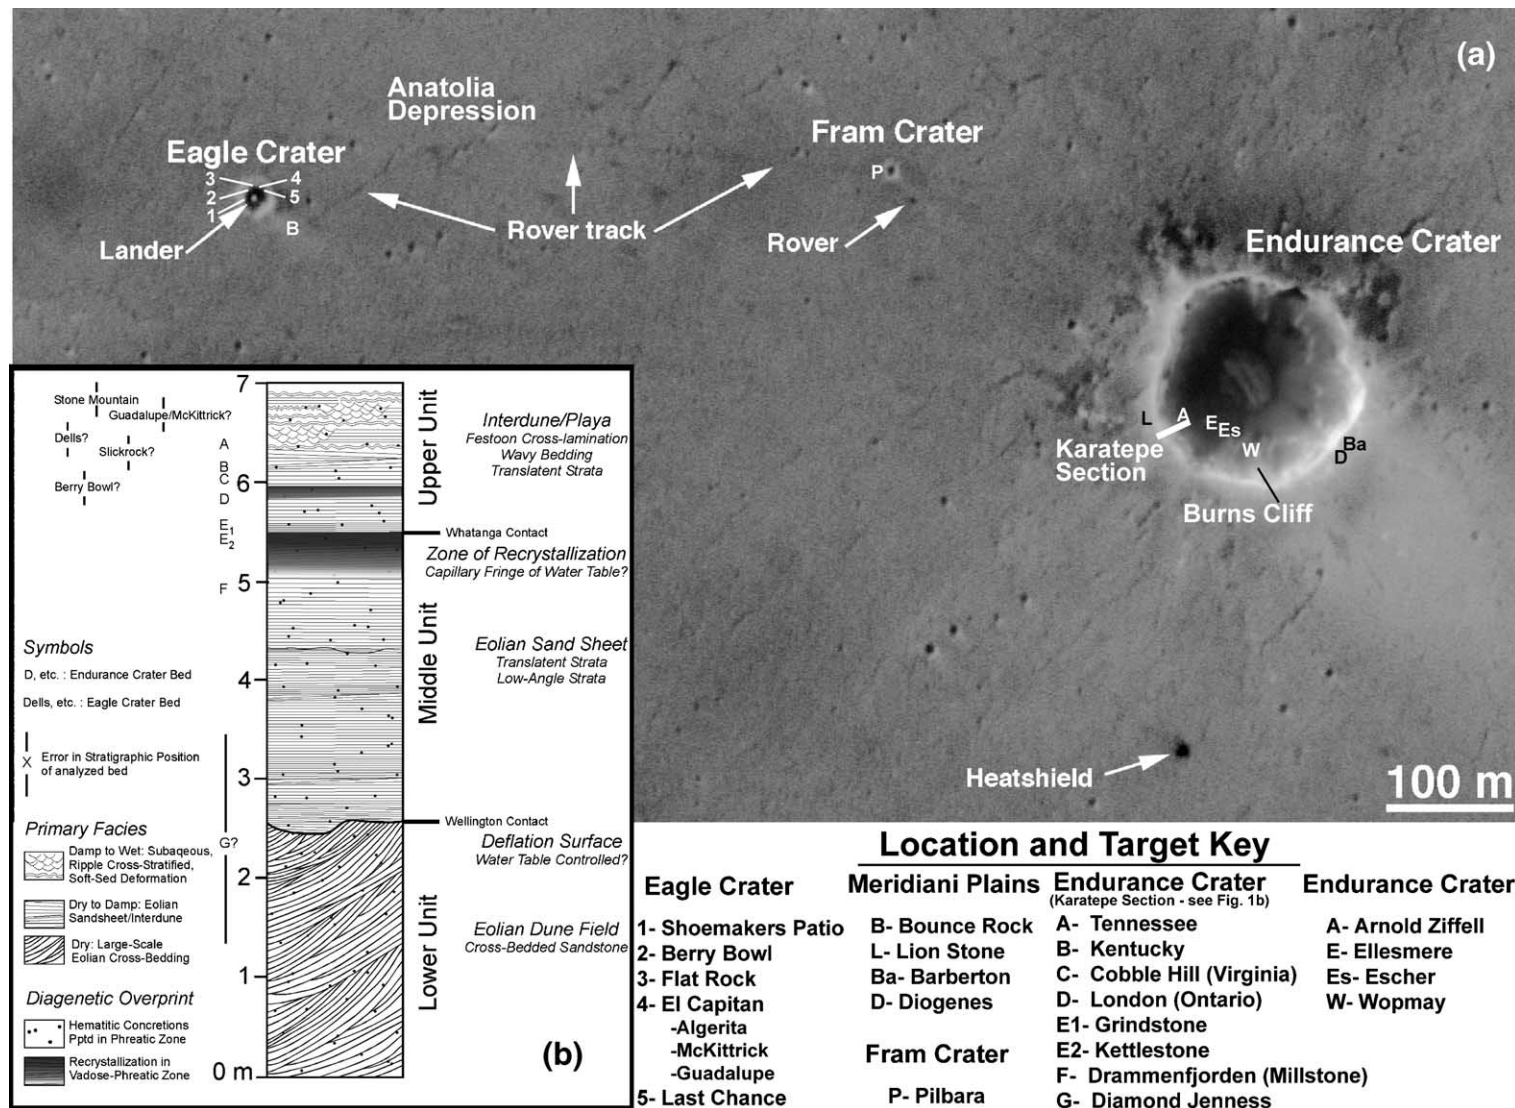 (a)
Anatolia
Depression
Eagle Crater
3
4
2
5
1
B
Lander
Rover track
Fram Crater
P
Rover
Endurance Crater
L
A
E
Es
W
Ba
D
Karatepe
Section
Burns Cliff
Heatshield
100 m
Stone Mountain
Guadalupe/McKittrick?
Dells?
Slickrock?
Berry Bowl?
A
B
C
D
E1
E2
F
G?
7
6
5
4
3
2
1
0 m
Upper Unit
Middle Unit
Lower Unit
Interdune/Playa
Festoon Cross-lamination
Wavy Bedding
Translatent Strata
Whatanga Contact
Zone of Recrystallization
Capillary Fringe of Water Table?
Eolian Sand Sheet
Translatent Strata
Low-Angle Strata
Wellington Contact
Deflation Surface
Water Table Controlled?
Eolian Dune Field
Cross-Bedded Sandstone
(b)
Symbols
D, etc. : Endurance Crater Bed
Dells, etc. : Eagle Crater Bed
X
Error in Stratigraphic Position
of analyzed bed
Primary Facies
Damp to Wet: Subaqeous,
Ripple Cross-Stratified,
Soft-Sed Deformation
Dry to Damp: Eolian
Sandsheet/Interdune
Dry: Large-Scale
Eolian Cross-Bedding
Diagenetic Overprint
Hematitic Concretions
Pptd in Phreatic Zone
Recrystallization in
Vadose-Phreatic Zone
Location and Target Key
Eagle Crater
1- Shoemakers Patio
2- Berry Bowl
3- Flat Rock
4- El Capitan
-Algerita
-McKittrick
-Guadalupe
5- Last Chance
Meridiani Plains
B- Bounce Rock
L- Lion Stone
Ba- Barberton
D- Diogenes
Fram Crater
P- Pilbara
Endurance Crater
(Karatepe Section - see Fig. 1b)
A- Tennessee
B- Kentucky
C- Cobble Hill (Virginia)
D- London (Ontario)
E1- Grindstone
E2- Kettlestone
F- Drammenfjorden (Millstone)
G- Diamond Jenness
Endurance Crater
A- Arnold Ziffell
E- Ellesmere
Es- Escher
W- Wopmay